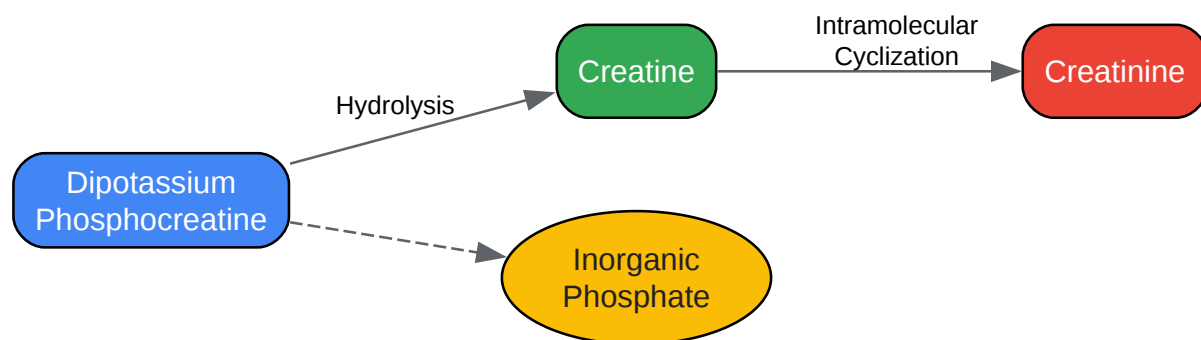 Dipotassium
Phosphocreatine
Hydrolysis
Creatine
Intramolecular
Cyclization
Creatinine
Inorganic
Phosphate